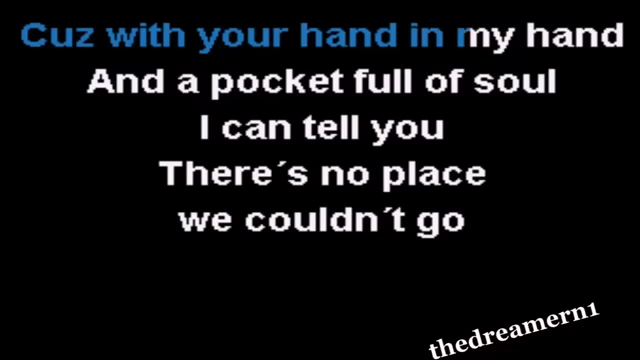 Cuz with your hand in my hand
And a pocket full of soul
I can tell you
There´s no place
we couldn´t go
thedreamern1